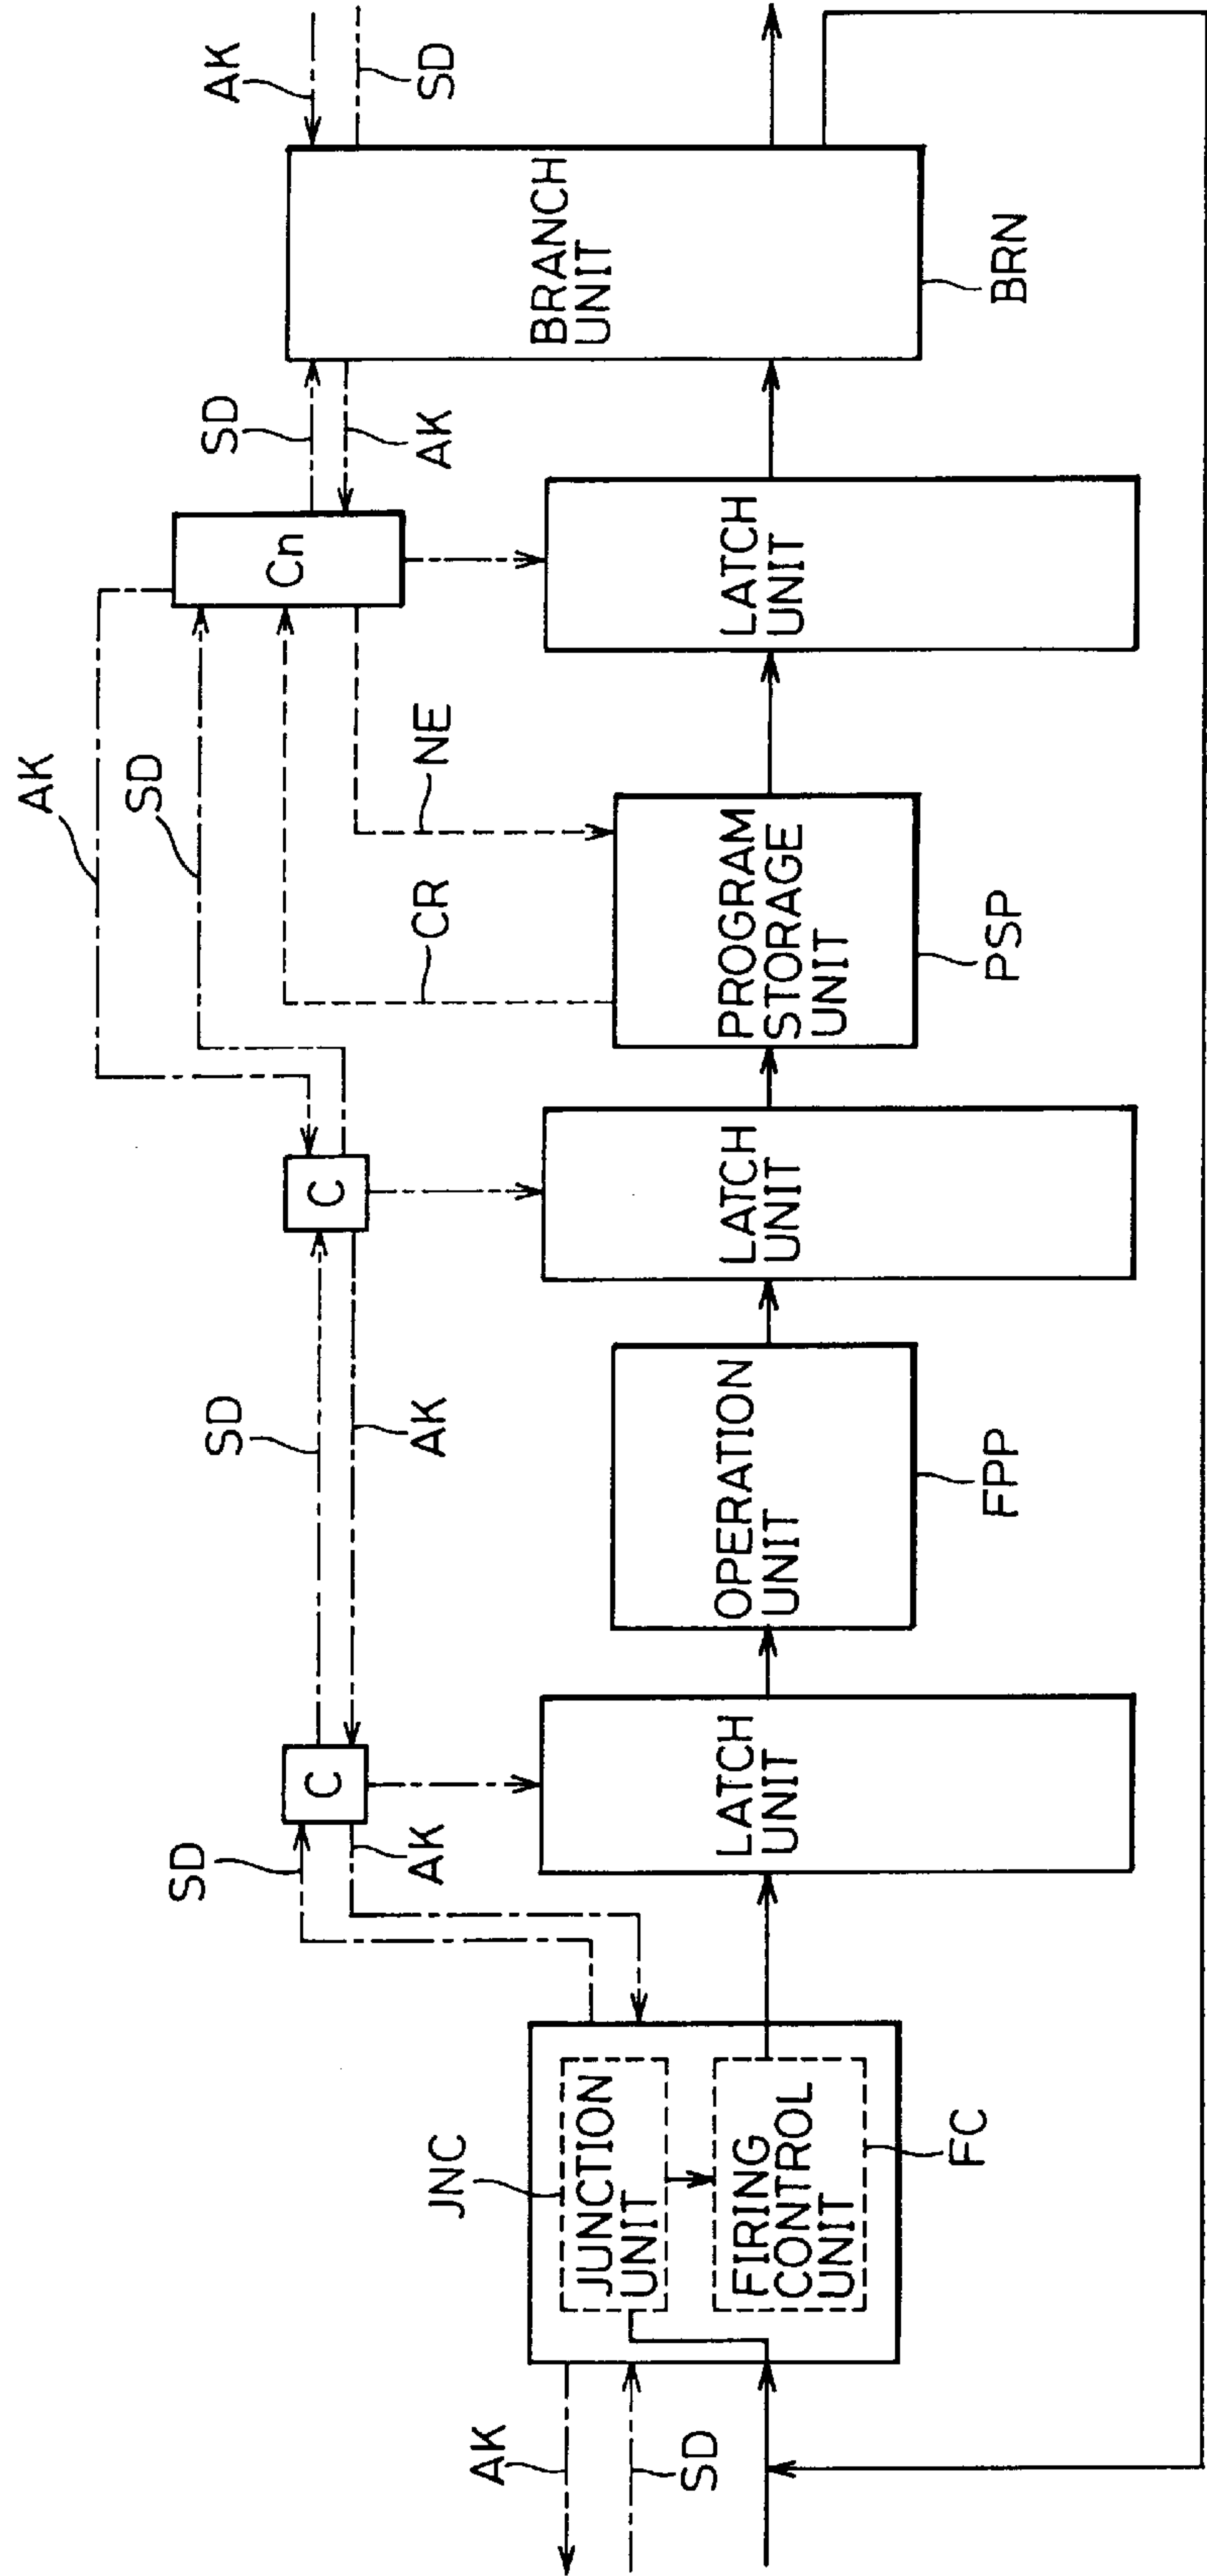 AK
SD
AK
SD
SD
AK
SD
AK
SD
AK
Cn
C
C
CR
NE
JNC
JUNCTION
UNIT
FIRING
CONTROL
UNIT
FC
LATCH
UNIT
OPERATION
UNIT
FPP
LATCH
UNIT
PROGRAM
STORAGE
UNIT
PSP
LATCH
UNIT
BRANCH
UNIT
BRN
AK
SD